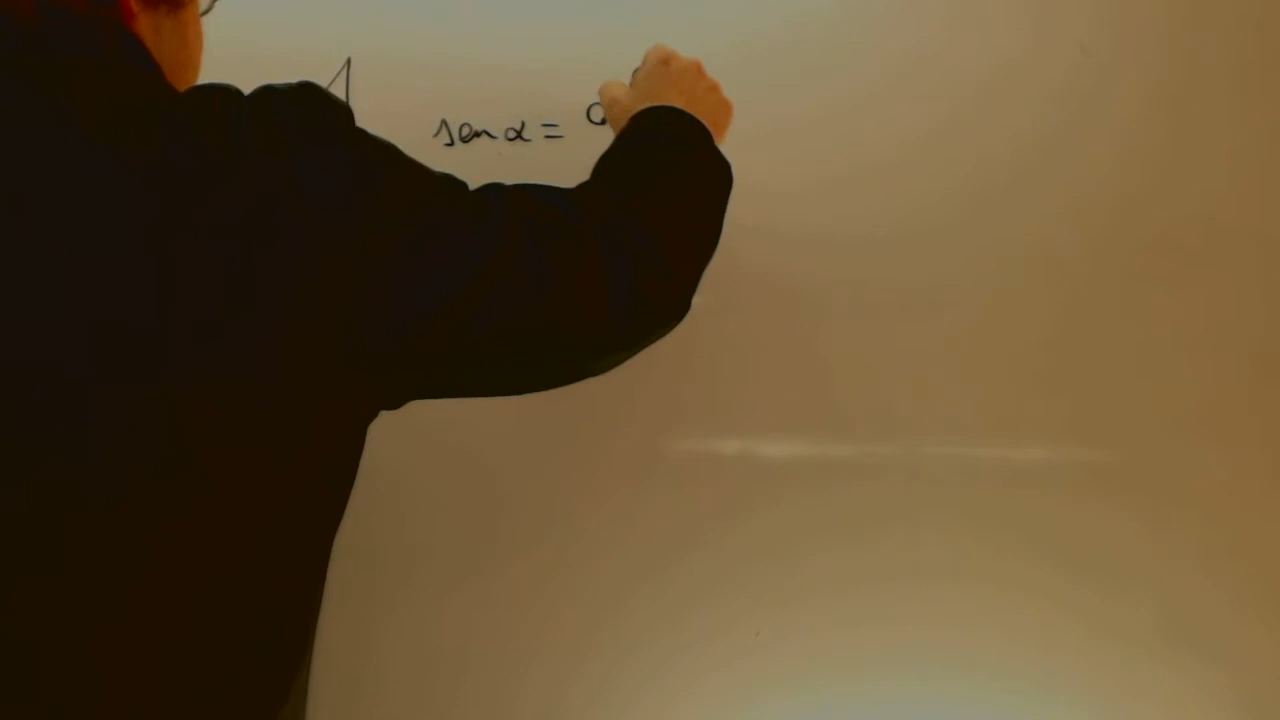 sen α =